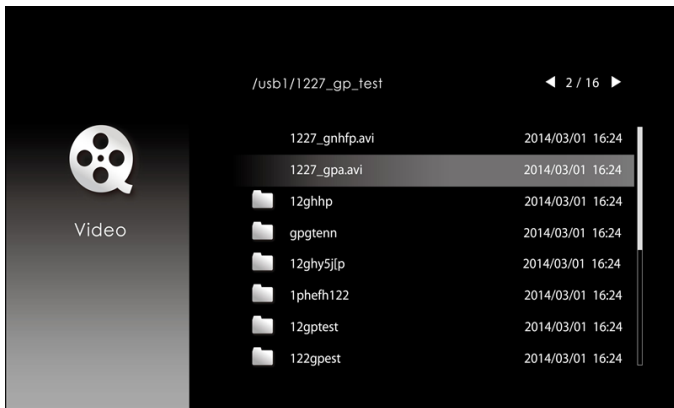 /usb1/1227_gp_test ◀ 2 / 16 ▶
1227_gnhfp.avi 2014/03/01 16:24
1227_gpa.avi 2014/03/01 16:24
12ghhp 2014/03/01 16:24
Video
gpgtenn 2014/03/01 16:24
12ghy5j[p 2014/03/01 16:24
1phefh122 2014/03/01 16:24
12gptest 2014/03/01 16:24
122gpest 2014/03/01 16:24